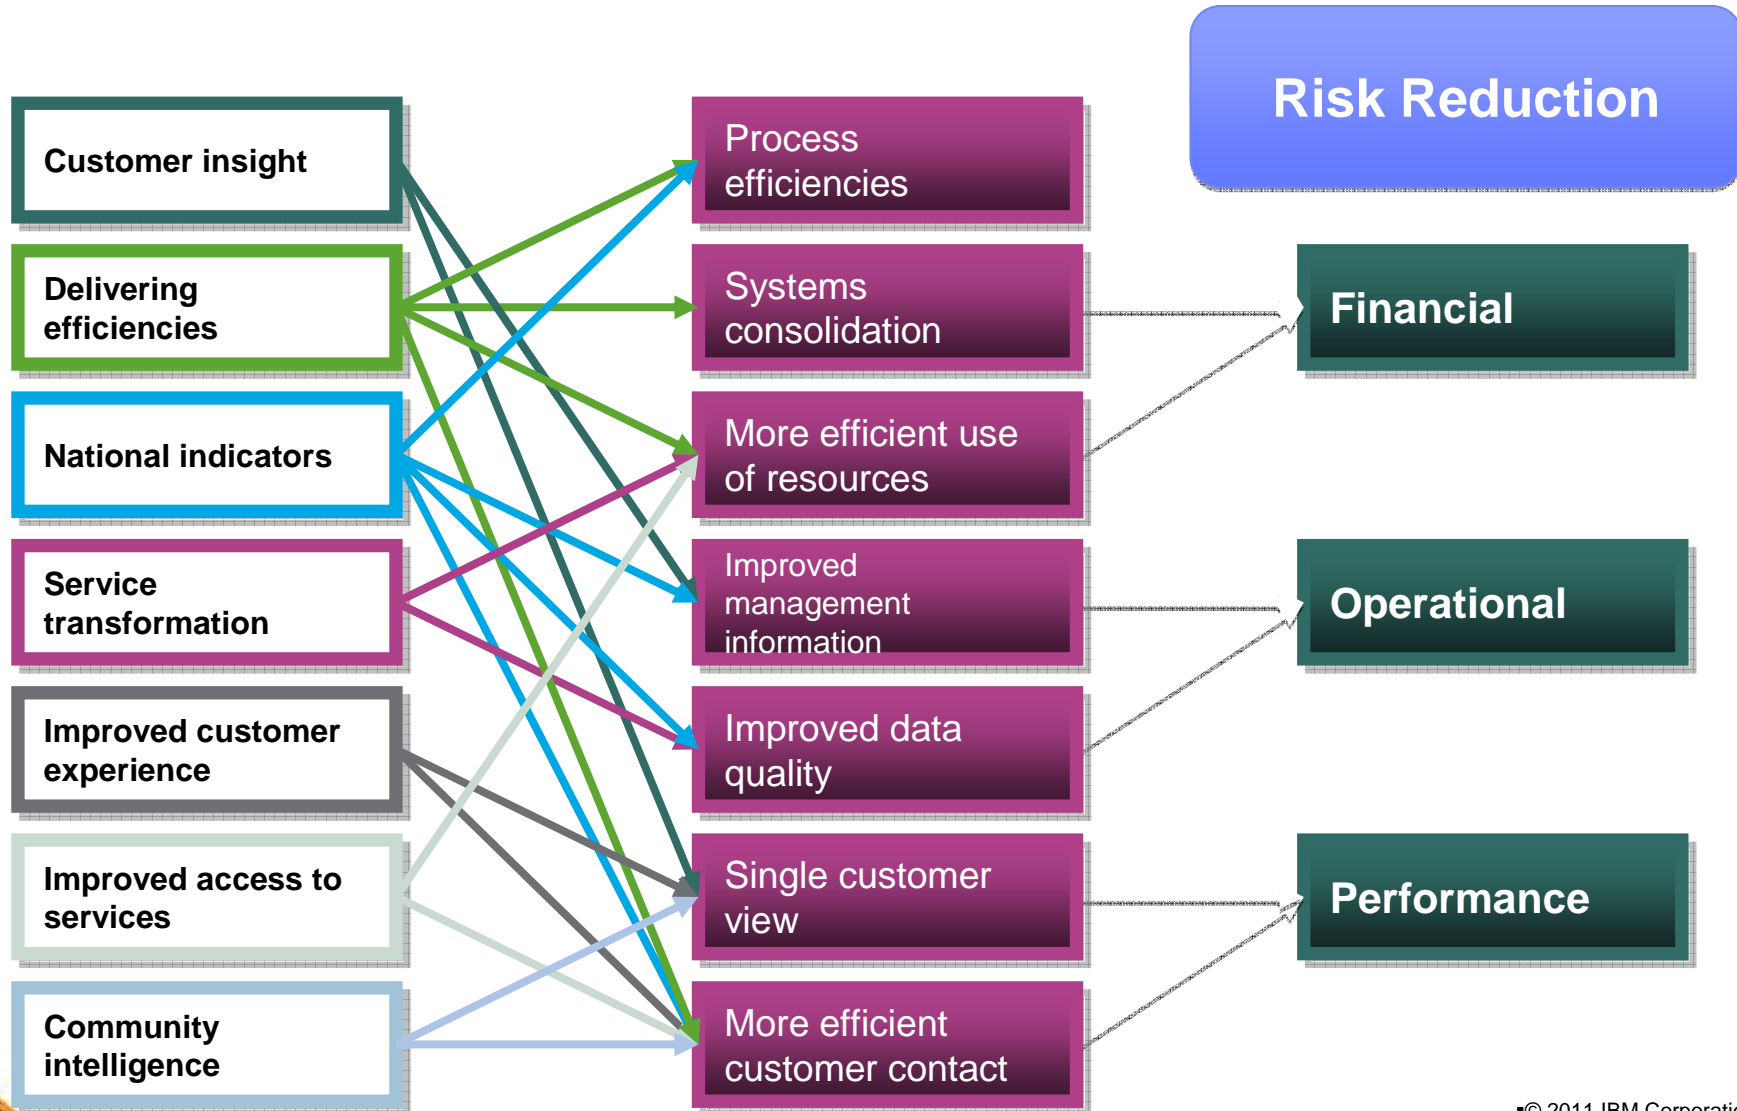 Risk Reduction
Customer insight
Delivering
efficiencies
National indicators
Service
transformation
Improved customer
experience
Improved access to
services
Community
intelligence
Process
efficiencies
Systems
consolidation
More efficient use
of resources
Improved
management
information
Improved data
quality
Single customer
view
More efficient
customer contact
Financial
Operational
Performance
▪© 2011 IBM Corporatio